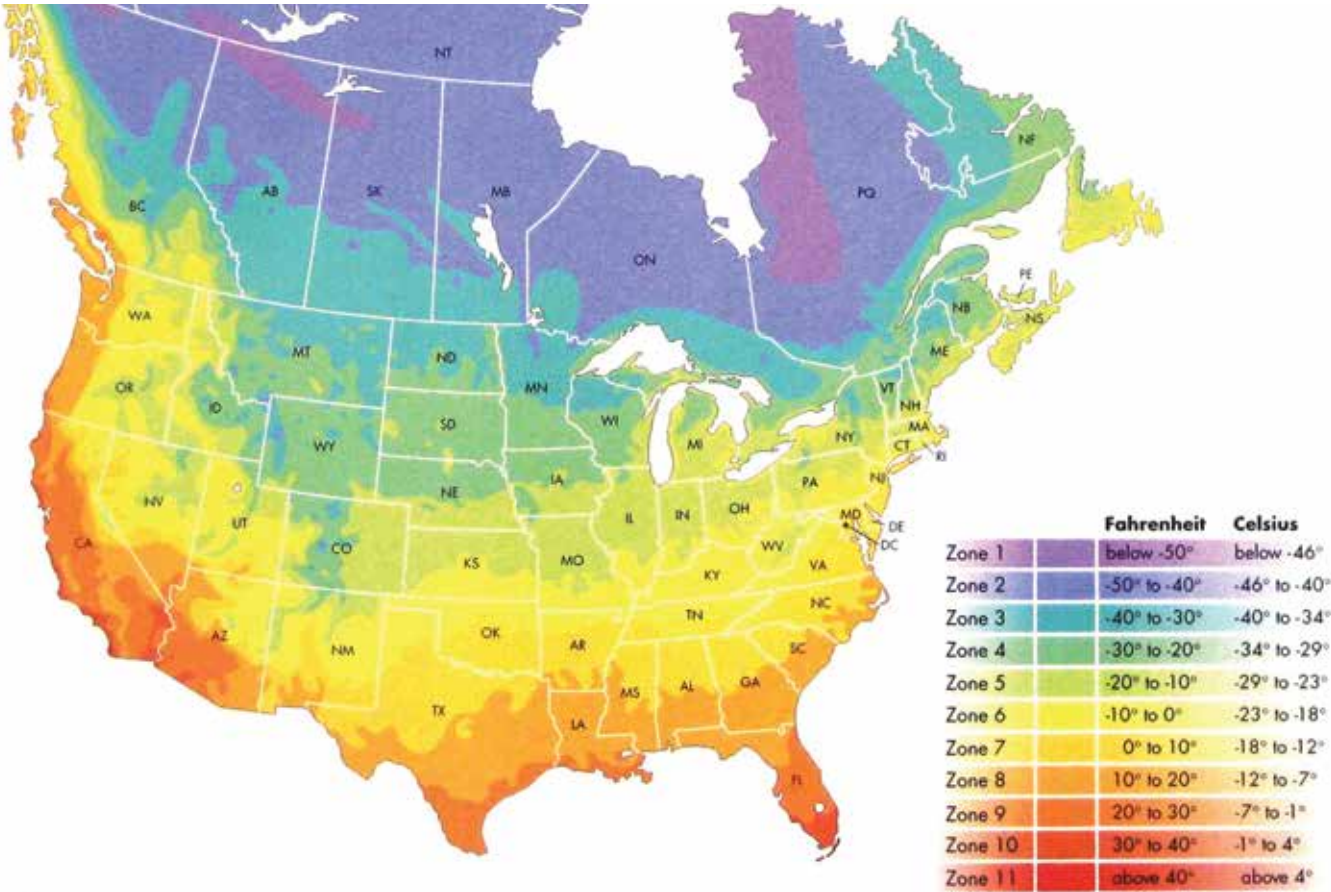 NT
NF
BC
AB
SK
MB
PQ
ON
PE
NB
NS
WA
MT
ND
ME
OR
MN
VT
ID
NH
WY
SD
WI
MA
MI
NY
CT
RI
NE
IA
PA
NJ
NV
UT
IL
IN
OH
MD
DE
DC
CO
CA
KS
MO
WV
VA
KY
NC
TN
AZ
NM
OK
AR
SC
MS
AL
GA
TX
LA
FL
Fahrenheit Celsius
Zone 1 below -50° below -46°
Zone 2 -50° to -40° -46° to -40°
Zone 3 -40° to -30° -40° to -34°
Zone 4 -30° to -20° -34° to -29°
Zone 5 -20° to -10° -29° to -23°
Zone 6 -10° to 0° -23° to -18°
Zone 7 0° to 10° -18° to -12°
Zone 8 10° to 20° -12° to -7°
Zone 9 20° to 30° -7° to -1°
Zone 10 30° to 40° -1° to 4°
Zone 11 above 40° above 4°